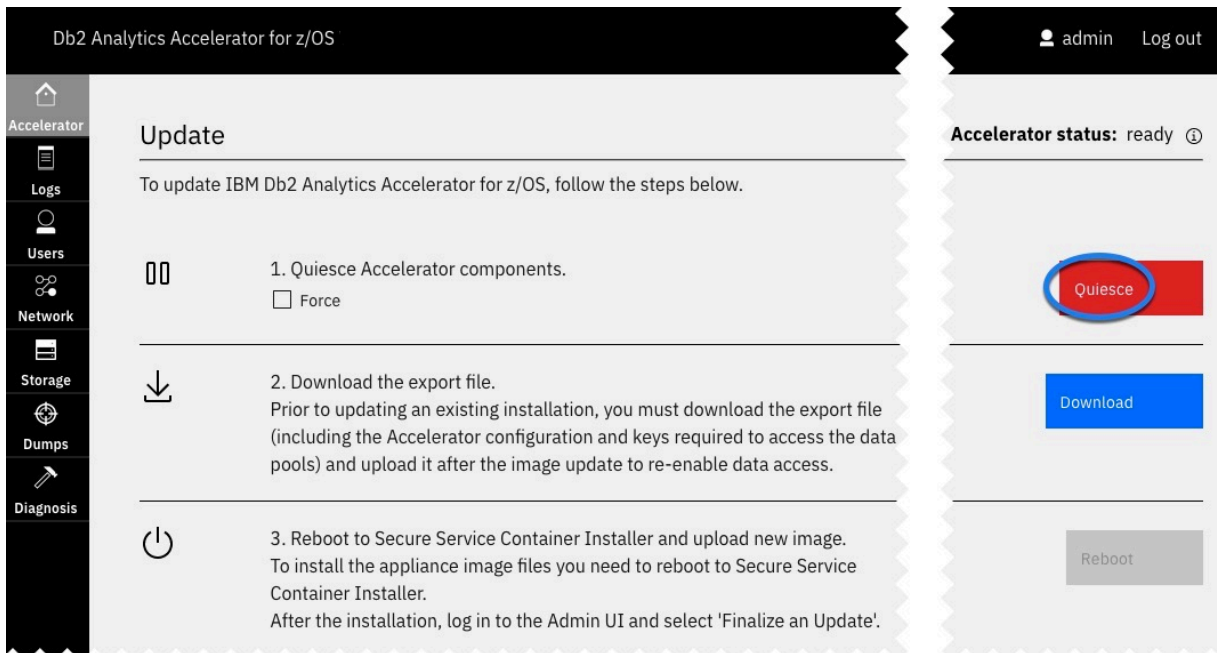 Db2 Analytics Accelerator for z/OS
admin Log out
Accelerator
Logs
Users
Network
Storage
Dumps
Diagnosis
Update
Accelerator status: ready
To update IBM Db2 Analytics Accelerator for z/OS, follow the steps below.
1. Quiesce Accelerator components.
Force
Quiesce
2. Download the export file.
Prior to updating an existing installation, you must download the export file
(including the Accelerator configuration and keys required to access the data
pools) and upload it after the image update to re-enable data access.
Download
3. Reboot to Secure Service Container Installer and upload new image.
To install the appliance image files you need to reboot to Secure Service
Container Installer.
After the installation, log in to the Admin UI and select 'Finalize an Update'.
Reboot